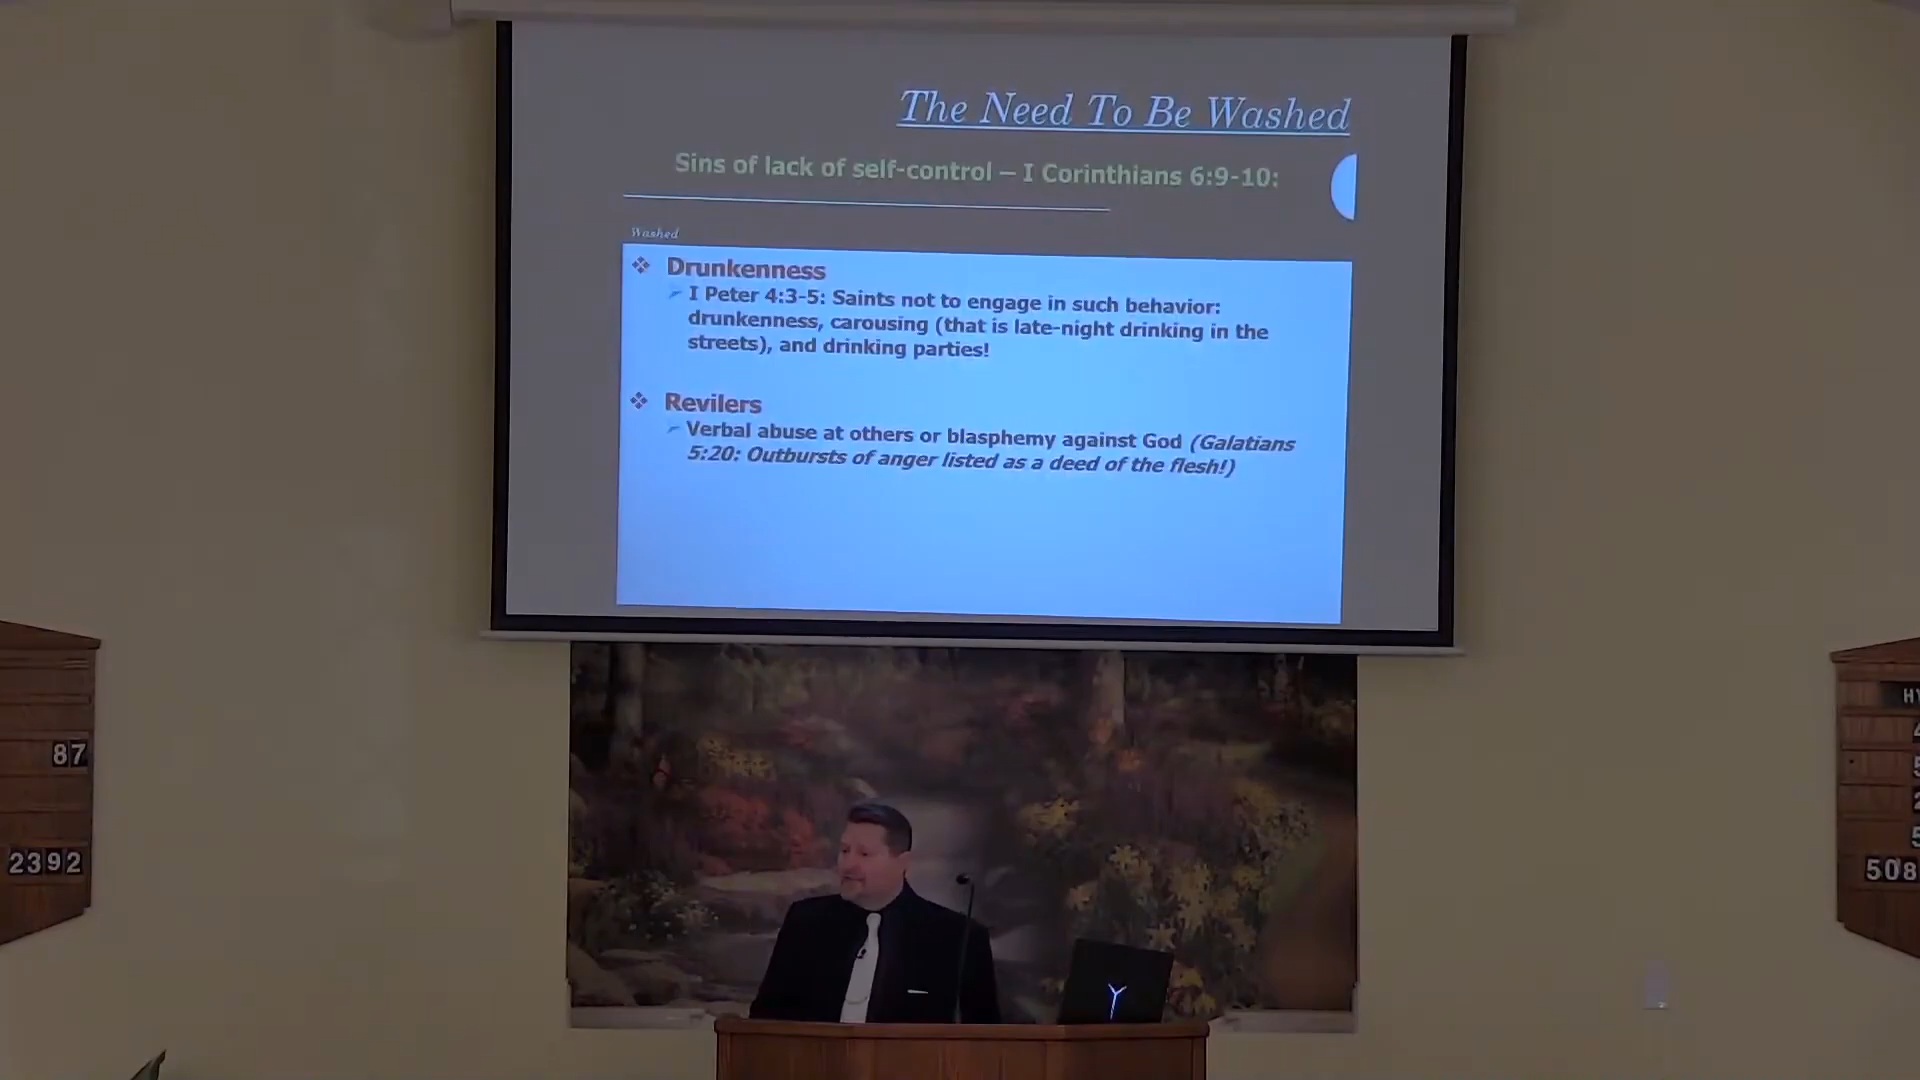 The Need To Be Washed
Sins of lack of self-control – I Corinthians 6:9-10:
Washed
❖ Drunkenness
➢ I Peter 4:3-5: Saints not to engage in such behavior:
drunkenness, carousing (that is late-night drinking in the
streets), and drinking parties!
❖ Revilers
➢ Verbal abuse at others or blasphemy against God (Galatians
5:20: Outbursts of anger listed as a deed of the flesh!)
87
2392
508